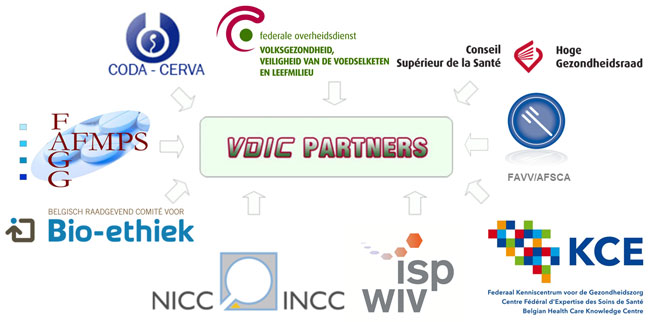 CODA - CERVA
federale overheidsdienst
VOLKSGEZONDHEID,
VEILIGHEID VAN DE VOEDSELKETEN
EN LEEFMILIEU
Conseil
Supérieur de la Santé
Hoge
Gezondheidsraad
FAGG
AFMPS
VDIC PARTNERS
FAVV/AFSCA
BELGISCH RAADGEVEND COMITÉ VOOR
Bio-ethiek
NICC INCC
isp
WIV
KCE
Federaal Kenniscentrum voor de Gezondheidszorg
Centre Fédéral d'Expertise des Soins de Santé
Belgian Health Care Knowledge Centre